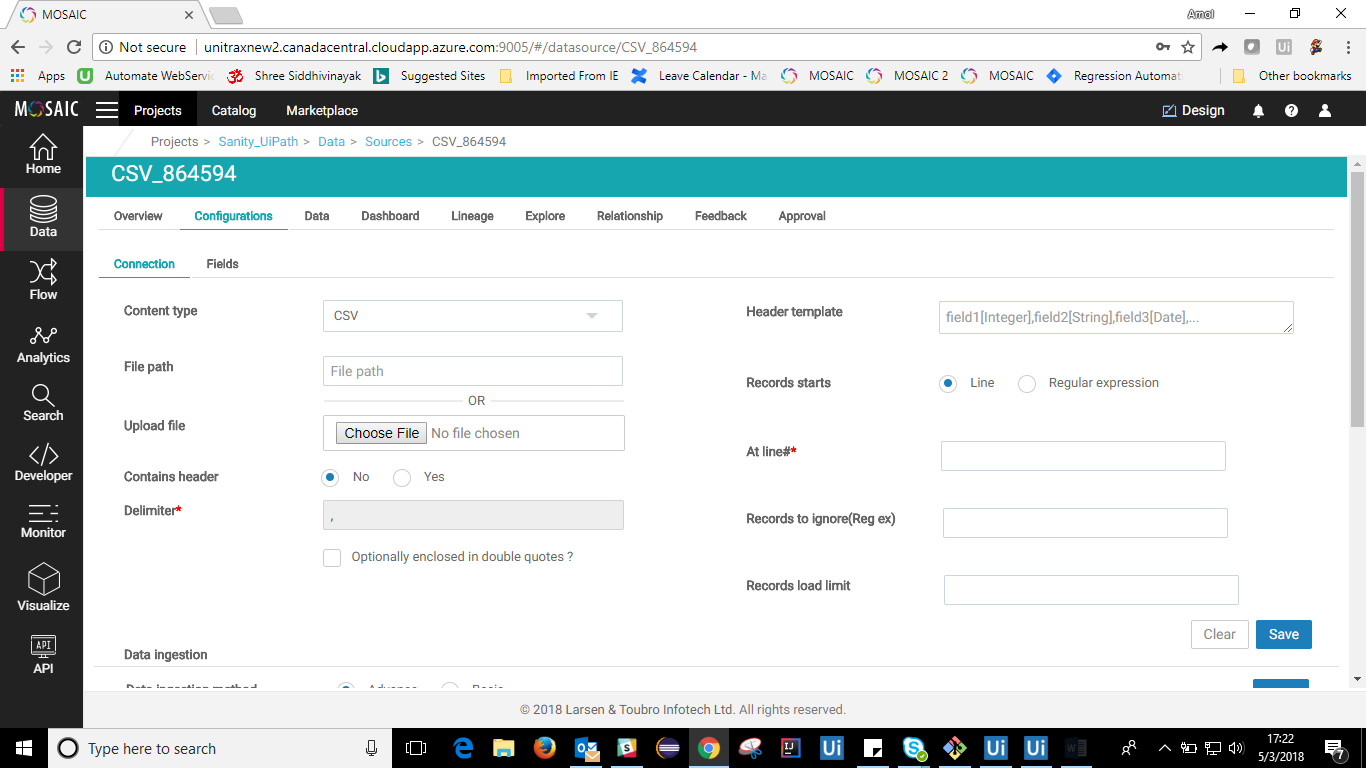 MOSAIC
Amol
Not secure
unitraxnew2.canadacentral.cloudapp.azure.com:9005/#/datasource/CSV_864594
Apps
Automate WebServic
Shree Siddhivinayak
Suggested Sites
Imported From IE
Leave Calendar - Ma
MOSAIC
MOSAIC 2
MOSAIC
Regression Automat
Other bookmarks
MOSAIC
Projects
Catalog
Marketplace
Design
Home
Data
Flow
Analytics
Search
Developer
Monitor
Visualize
API
API
Projects > Sanity_UiPath > Data > Sources > CSV_864594
CSV_864594
Overview
Configurations
Data
Dashboard
Lineage
Explore
Relationship
Feedback
Approval
Connection
Fields
Content type
CSV
File path
File path
OR
Upload file
Choose File No file chosen
Contains header
No
Yes
Delimiter*
,
Optionally enclosed in double quotes ?
Header template
field1[Integer],field2[String],field3[Date],...
Records starts
Line
Regular expression
At line#*
Records to ignore(Reg ex)
Records load limit
Clear
Save
Data ingestion
Data ingestion method
Advance
Basic
© 2018 Larsen & Toubro Infotech Ltd. All rights reserved.
Type here to search
17:22
5/3/2018
7